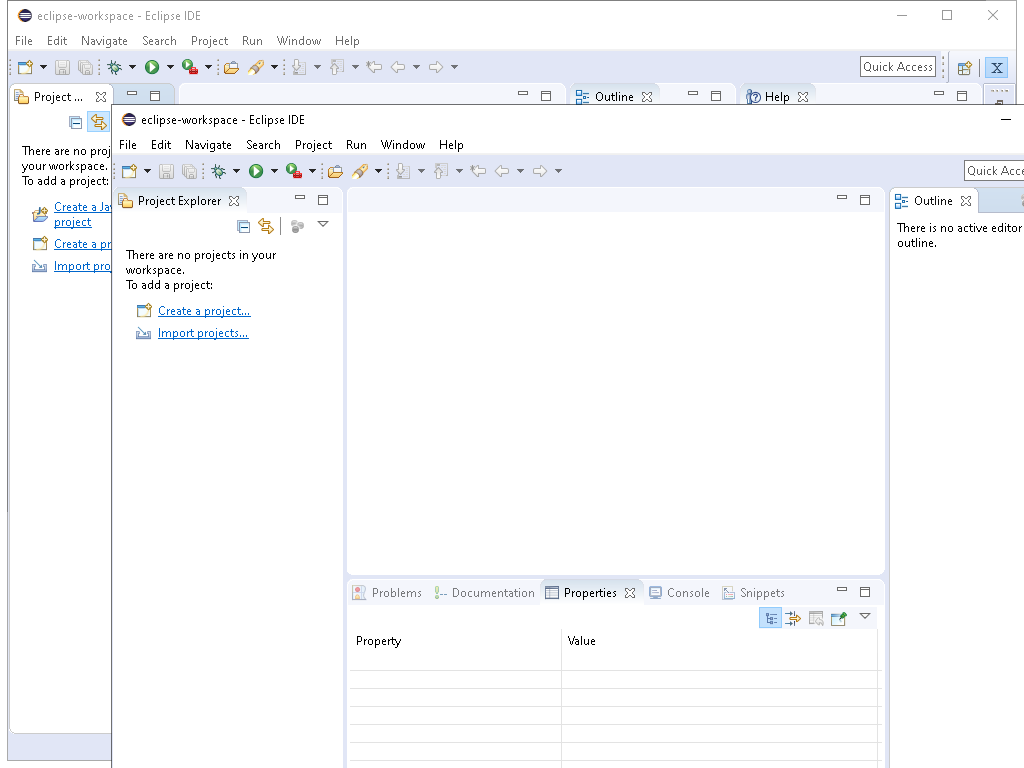 eclipse-workspace - Eclipse IDE
File Edit Navigate Search Project Run Window Help
Quick Access
Project ...
Outline
Help
There are no proj
your workspace.
To add a project:
Create a Ja
project
Create a pr
Import proj
eclipse-workspace - Eclipse IDE
File Edit Navigate Search Project Run Window Help
Quick Acce
Project Explorer
There are no projects in your
workspace.
To add a project:
Create a project...
Import projects...
Outline
There is no active editor
outline.
Problems Documentation Properties Console Snippets
Property Value